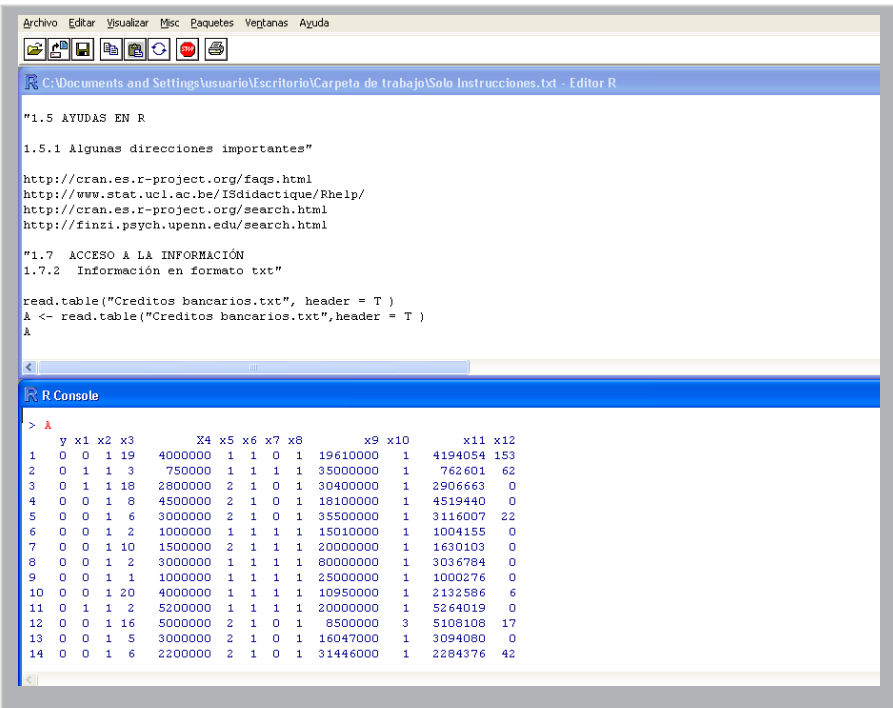 Archivo Editar Visualizar Misc Paquetes Ventanas Ayuda
STOP
R C:\Documents and Settings\usuario\Escritorio\Carpeta de trabajo\Solo Instrucciones.txt - Editor R
"1.5 AYUDAS EN R
1.5.1 Algunas direcciones importantes"
http://cran.es.r-project.org/faqs.html
http://www.stat.ucl.ac.be/ISdidactique/Rhelp/
http://cran.es.r-project.org/search.html
http://finzi.psych.upenn.edu/search.html
"1.7 ACCESO A LA INFORMACIÓN
1.7.2 Información en formato txt"
read.table("Creditos bancarios.txt", header = T )
A <- read.table("Creditos bancarios.txt",header = T )
A
R R Console
> A
y x1 x2 x3 X4 x5 x6 x7 x8 x9 x10 x11 x12
1 0 0 1 19 4000000 1 1 0 1 19610000 1 4194054 153
2 0 1 1 3 750000 1 1 1 1 35000000 1 762601 62
3 0 1 1 18 2800000 2 1 0 1 30400000 1 2906663 0
4 0 0 1 8 4500000 2 1 0 1 18100000 1 4519440 0
5 0 0 1 6 3000000 2 1 0 1 35500000 1 3116007 22
6 0 0 1 2 1000000 1 1 1 1 15010000 1 1004155 0
7 0 0 1 10 1500000 2 1 1 1 20000000 1 1630103 0
8 0 0 1 2 3000000 1 1 1 1 80000000 1 3036784 0
9 0 0 1 1 1000000 1 1 1 1 25000000 1 1000276 0
10 0 0 1 20 4000000 1 1 0 1 10950000 1 2132586 6
11 0 1 1 2 5200000 1 1 1 1 20000000 1 5264019 0
12 0 0 1 16 5000000 2 1 0 1 8500000 3 5108108 17
13 0 0 1 5 3000000 2 1 0 1 16047000 1 3094080 0
14 0 0 1 6 2200000 2 1 0 1 31446000 1 2284376 42